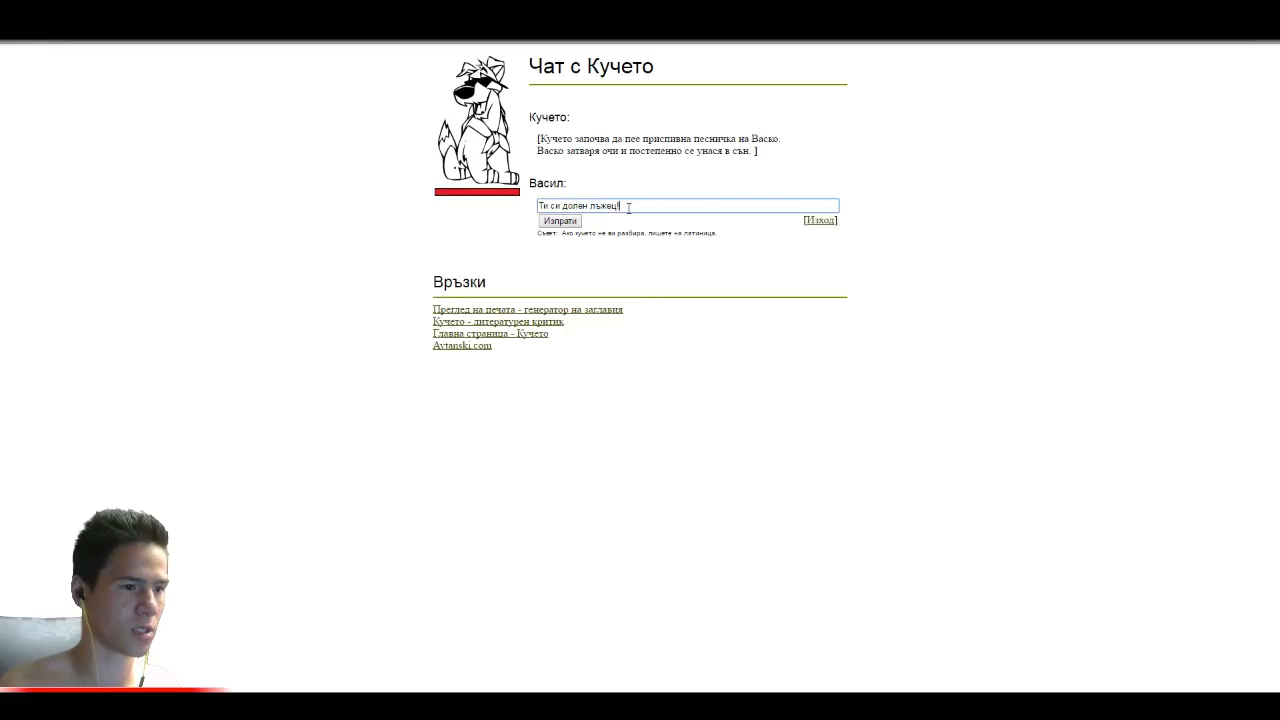 Чат с Кучето
Кучето:
[Кучето започва да пее приспивна песничка на Васко.
Васко затваря очи и постепенно се унася в сън. ]
Васил:
Ти си долен лъжец!
Изпрати
[Изход]
Съвет: Ако кучето не ви разбира, пишете на латиница.
Връзки
Преглед на печата - генератор на заглавия
Кучето - литературен критик
Главна страница - Кучето
Avtanski.com